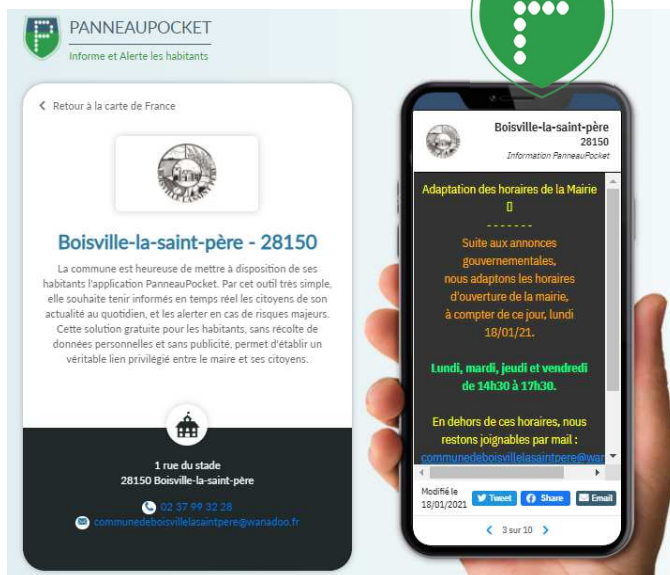 PANNEAUPOCKET
Informe et Alerte les habitants
Retour à la carte de France
BOISVILLE LA SAINT PERE
Boisville-la-saint-père - 28150
La commune est heureuse de mettre à disposition de ses
habitants l'application PanneauPocket. Par cet outil très simple,
elle souhaite tenir informés en temps réel les citoyens de son
actualité au quotidien, et les alerter en cas de risques majeurs.
Cette solution gratuite pour les habitants, sans récolte de
données personnelles et sans publicité, permet d'établir un
véritable lien privilégié entre le maire et ses citoyens.
1 rue du stade
28150 Boisville-la-saint-père
02 37 99 32 28
communedeboisvillelasaintpere@wanadoo.fr
Boisville-la-saint-père
28150
Information PanneauPocket
Adaptation des horaires de la Mairie
- - - - - - -
Suite aux annonces
gouvernementales,
nous adaptons les horaires
d'ouverture de la mairie,
à compter de ce jour, lundi
18/01/21.
Lundi, mardi, jeudi et vendredi
de 14h30 à 17h30.
En dehors de ces horaires, nous
restons joignables par mail :
communedeboisvillelasaintpere@wan
Modifié le
18/01/2021
Tweet
Share
Email
3 sur 10